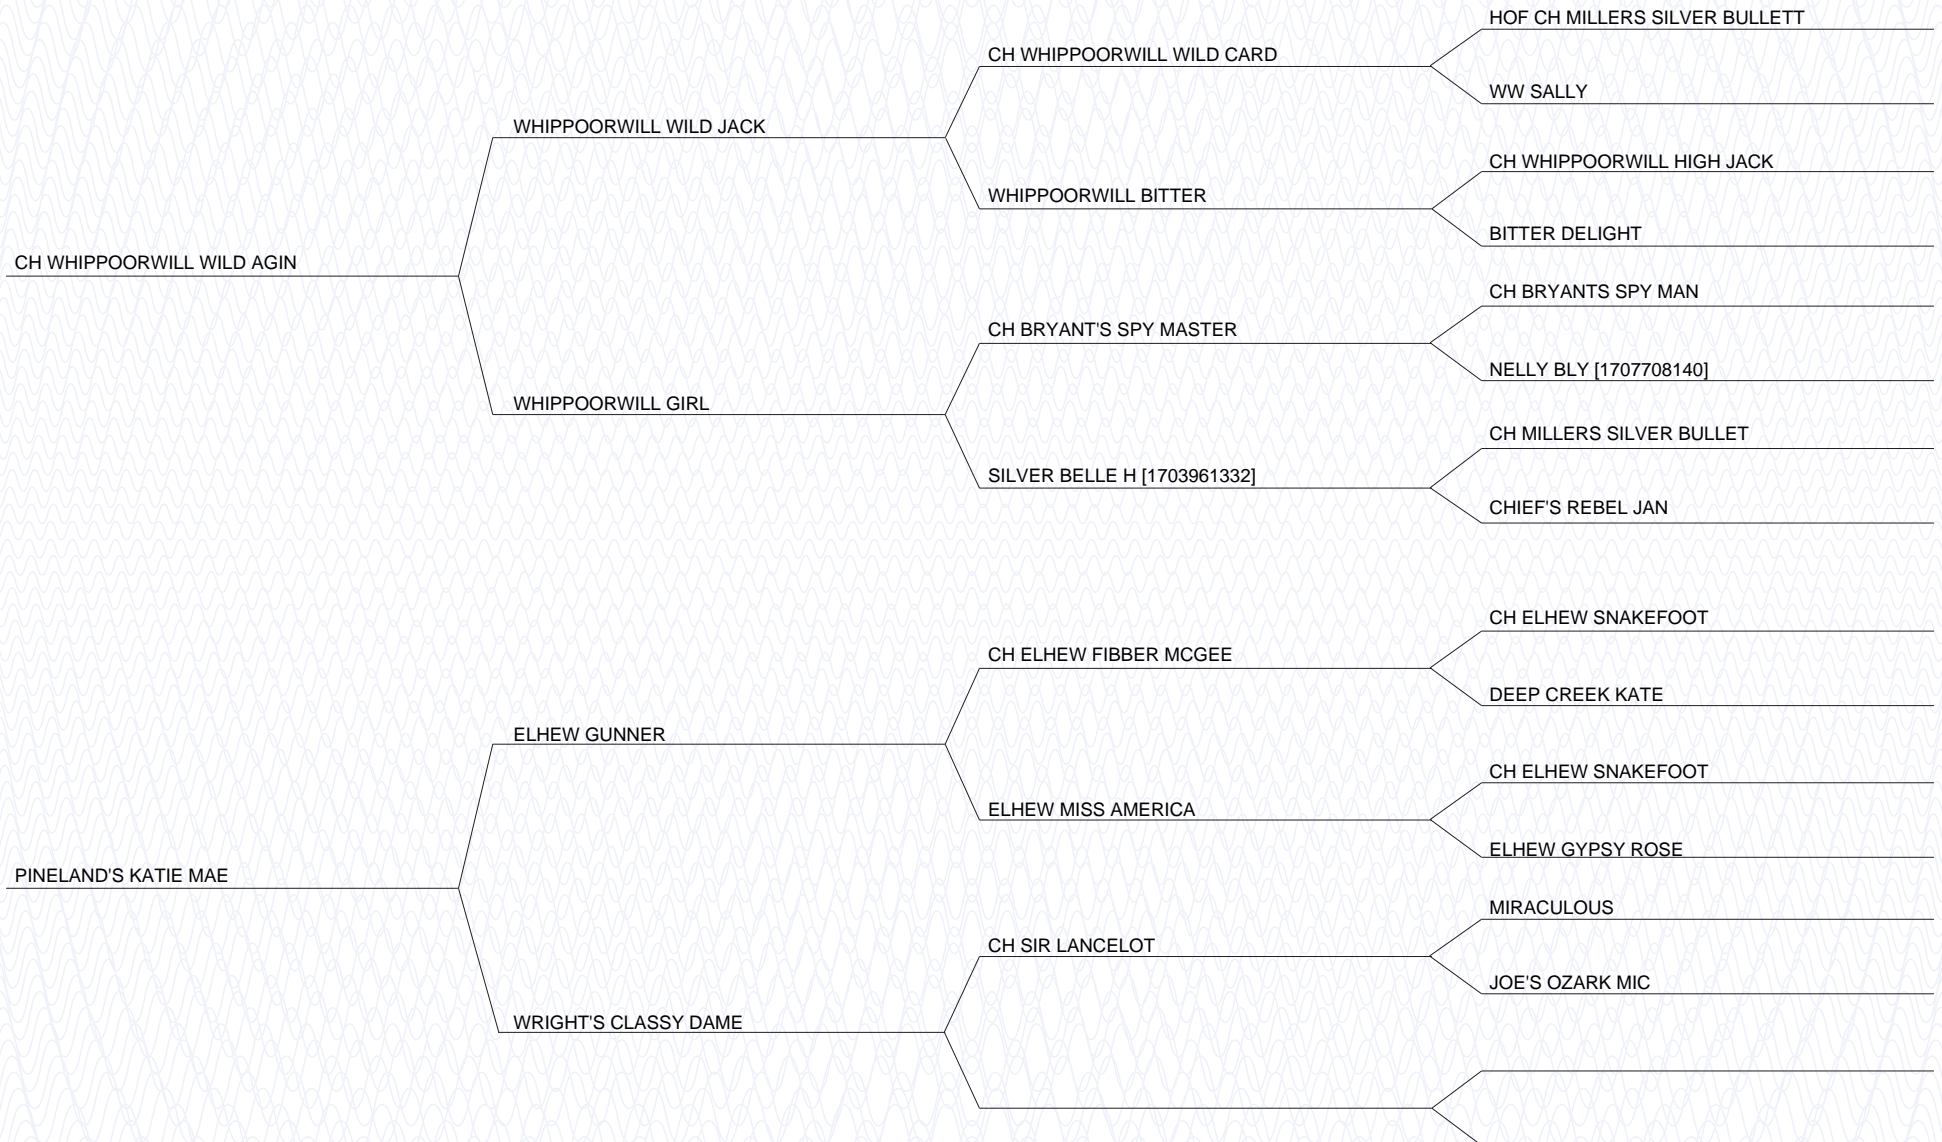 HOF CH MILLERS SILVER BULLETT
CH WHIPPOORWILL WILD CARD
WW SALLY
WHIPPOORWILL WILD JACK
CH WHIPPOORWILL HIGH JACK
WHIPPOORWILL BITTER
BITTER DELIGHT
CH WHIPPOORWILL WILD AGIN
CH BRYANTS SPY MAN
CH BRYANT'S SPY MASTER
NELLY BLY [1707708140]
WHIPPOORWILL GIRL
CH MILLERS SILVER BULLET
SILVER BELLE H [1703961332]
CHIEF'S REBEL JAN
CH ELHEW SNAKEFOOT
CH ELHEW FIBBER MCGEE
DEEP CREEK KATE
ELHEW GUNNER
CH ELHEW SNAKEFOOT
ELHEW MISS AMERICA
ELHEW GYPSY ROSE
PINELAND'S KATIE MAE
MIRACULOUS
CH SIR LANCELOT
JOE'S OZARK MIC
WRIGHT'S CLASSY DAME